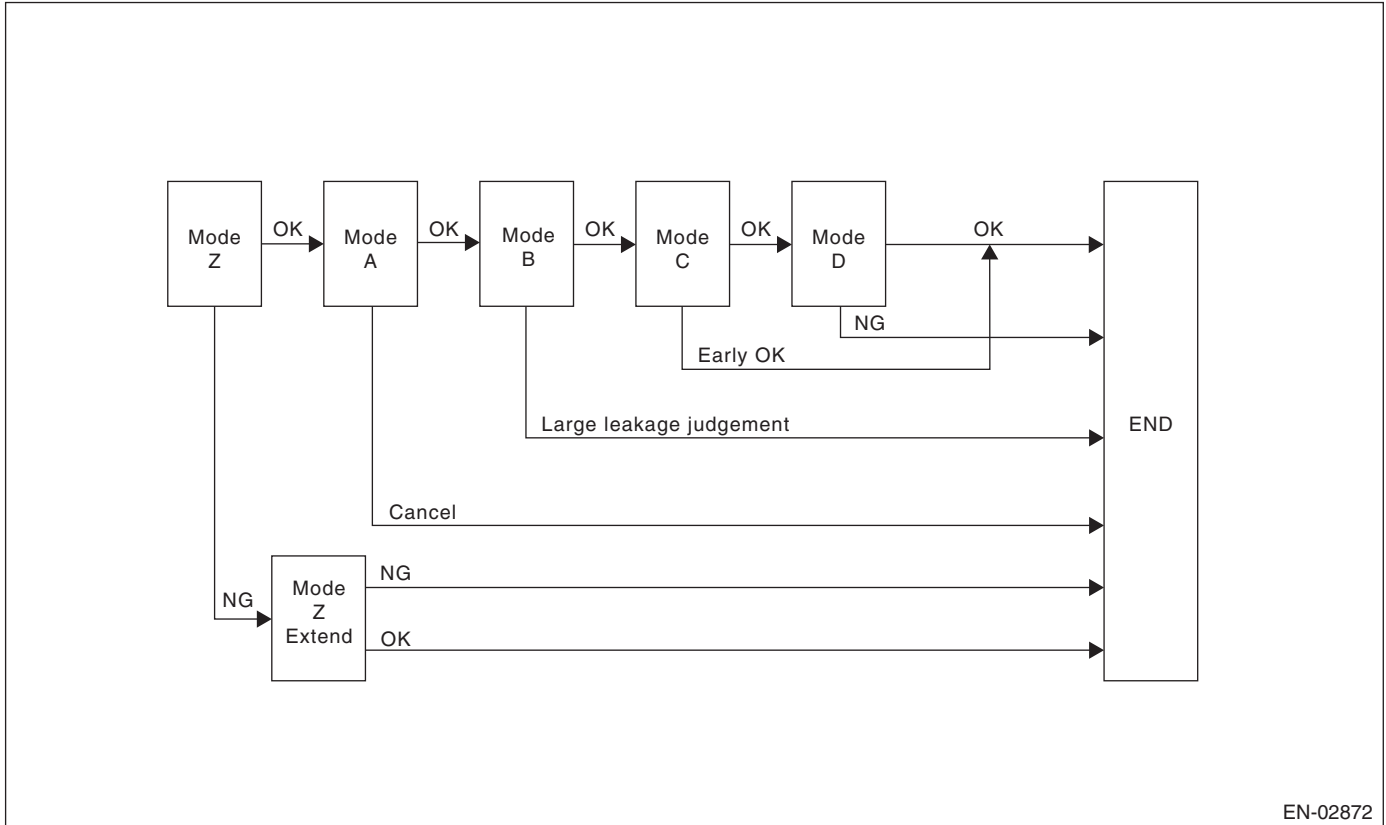 Mode
Z
OK
Mode
A
OK
Mode
B
OK
Mode
C
OK
Mode
D
OK
NG
Early OK
Large leakage judgement
END
Cancel
NG
Mode
Z
Extend
NG
OK
EN-02872